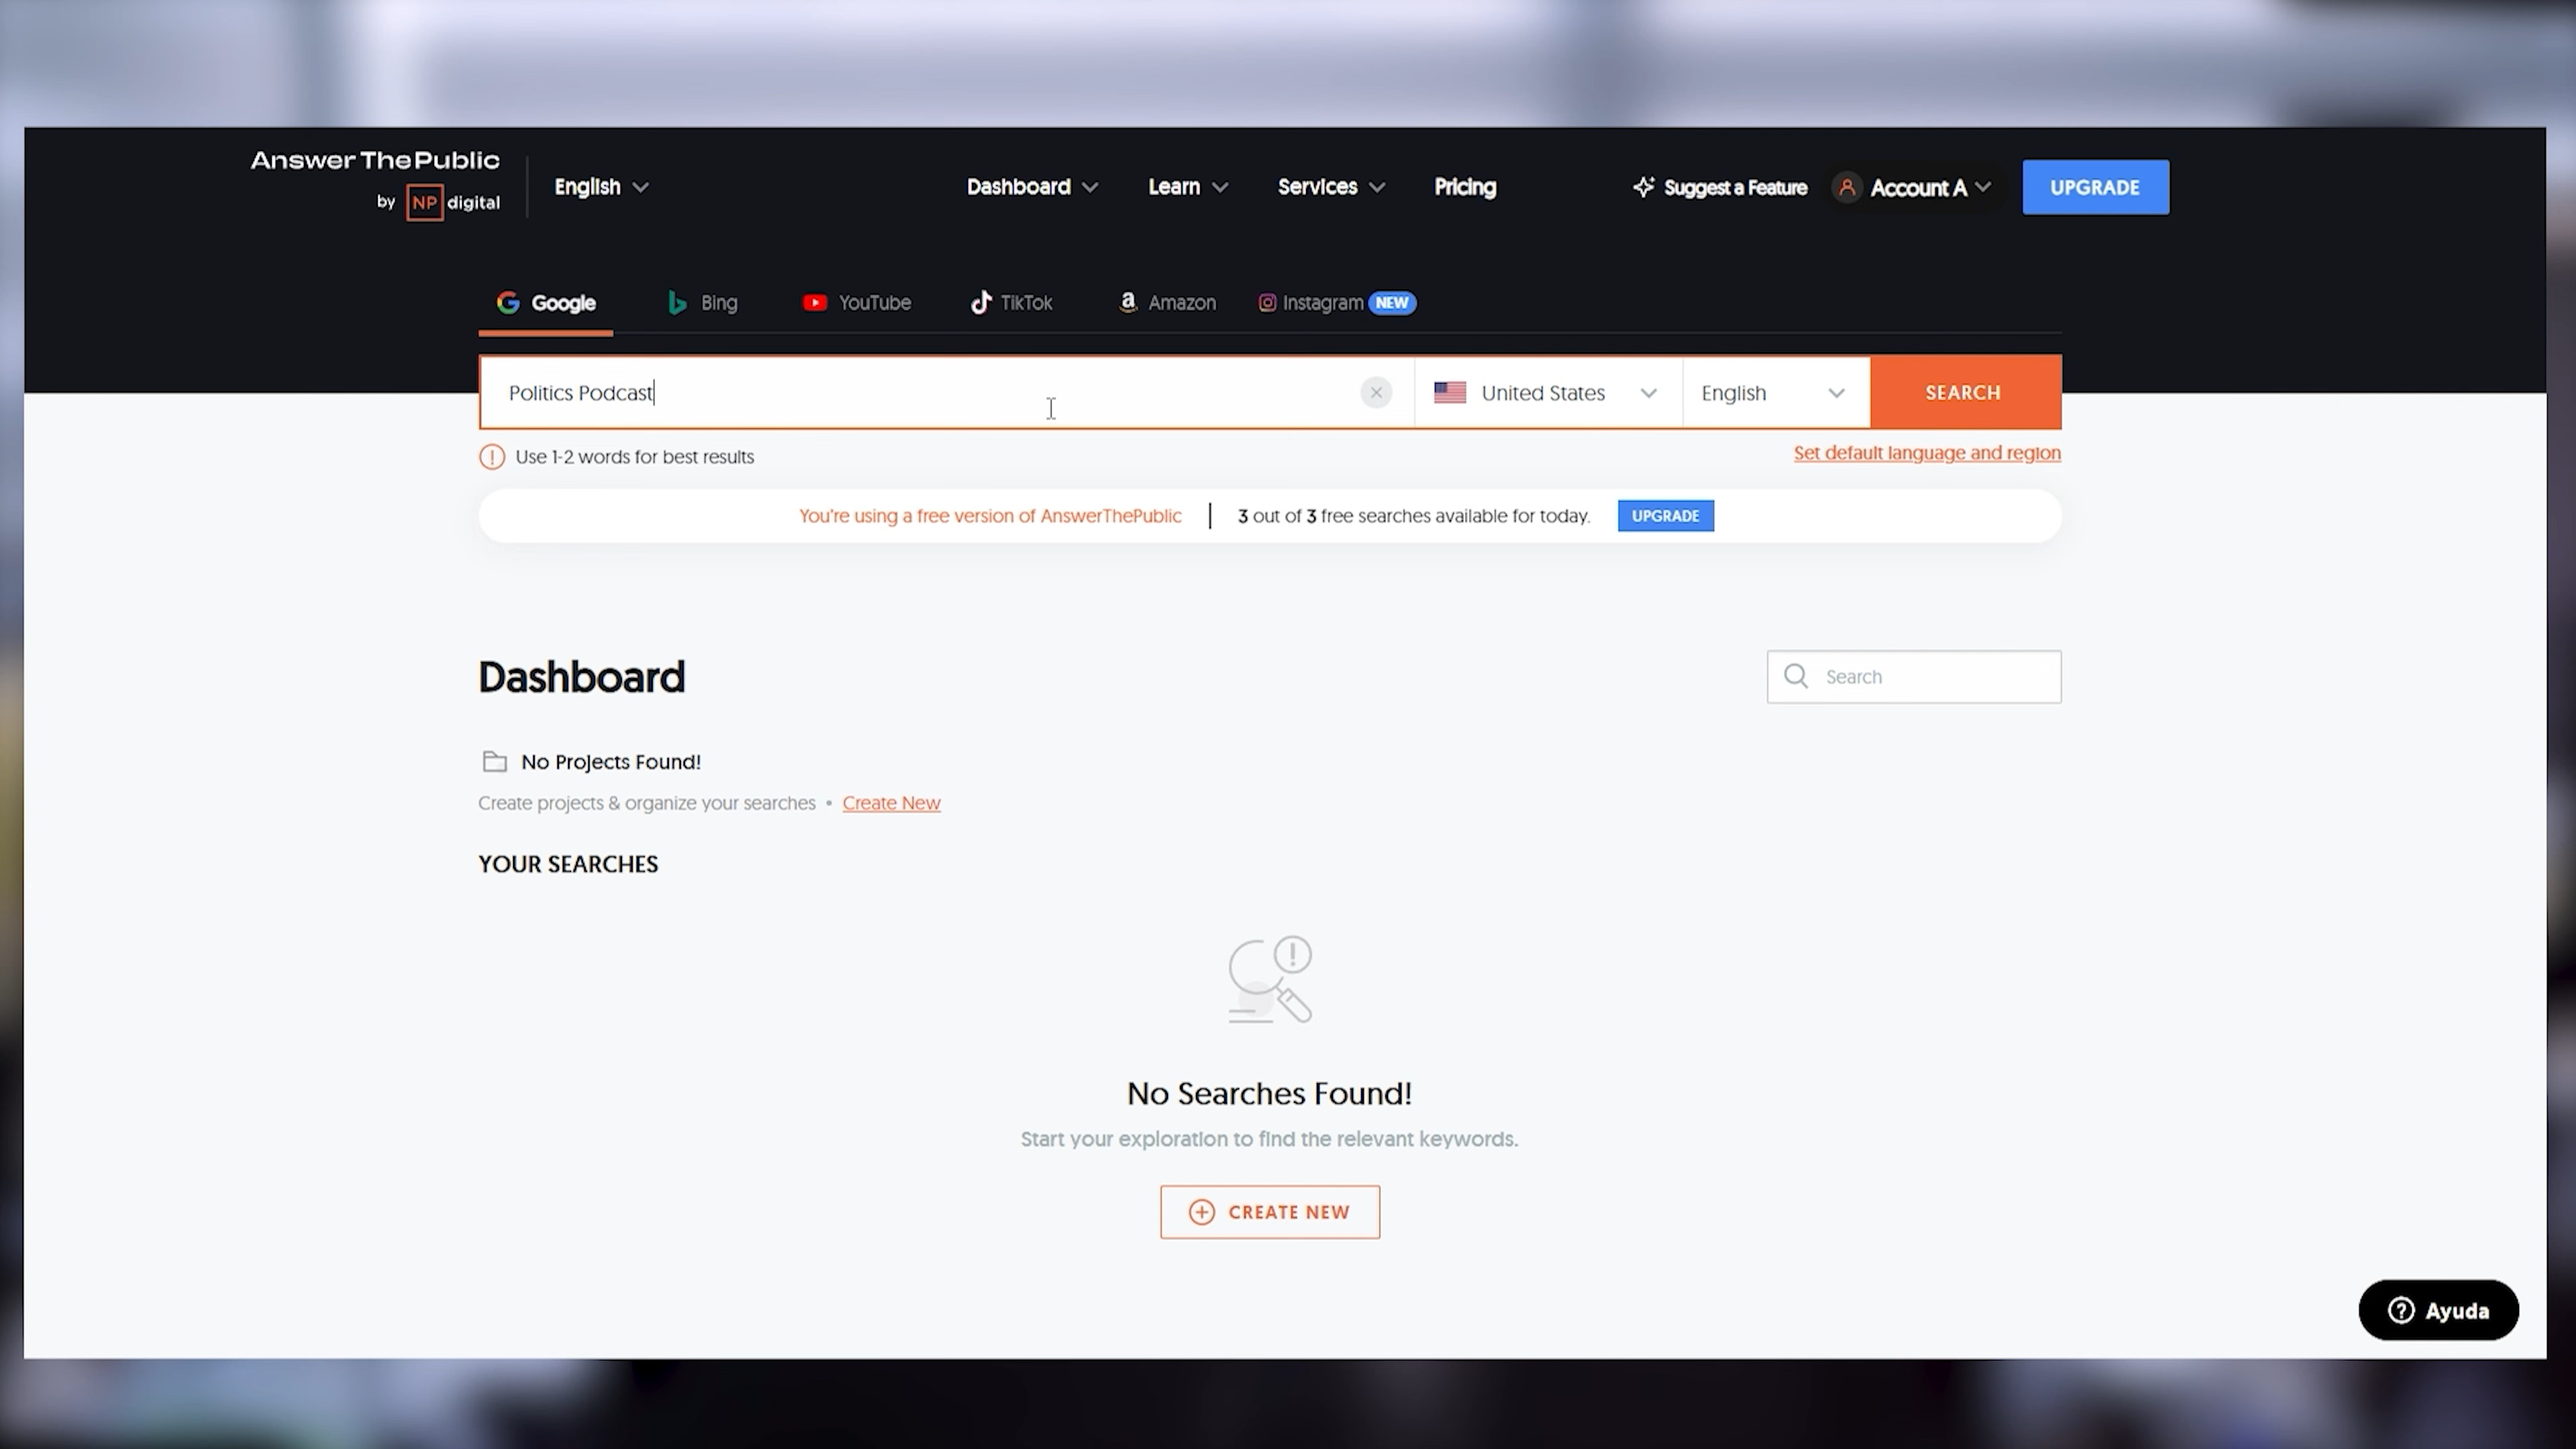 Answer The Public
by NP digital
English
Dashboard
Learn
Services
Pricing
Suggest a Feature
Account A
UPGRADE
Google
Bing
YouTube
TikTok
Amazon
Instagram NEW
Politics Podcast
United States
English
SEARCH
Use 1-2 words for best results
Set default language and region
You're using a free version of AnswerThePublic
3 out of 3 free searches available for today.
UPGRADE
Dashboard
Search
No Projects Found!
Create projects & organize your searches • Create New
YOUR SEARCHES
No Searches Found!
Start your exploration to find the relevant keywords.
CREATE NEW
Ayuda